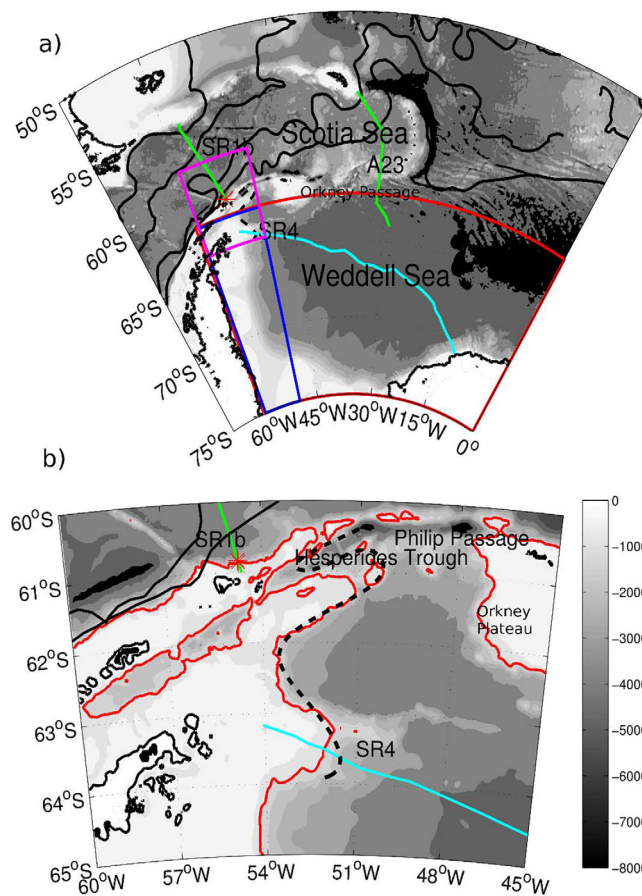 a)
50°S
55°S
60°S
65°S
70°S
75°S
SR1b
Scotia Sea
A23
Orkney Passage
SR4
Weddell Sea
60°W
45°W
30°W
15°W
0°
b)
60°S
61°S
62°S
63°S
64°S
65°S
SR1b
Philip Passage
Hesperides Trough
Orkney
Plateau
SR4
60°W
57°W
54°W
51°W
48°W
45°W
0
−1000
−2000
−3000
−4000
−5000
−6000
−7000
−8000